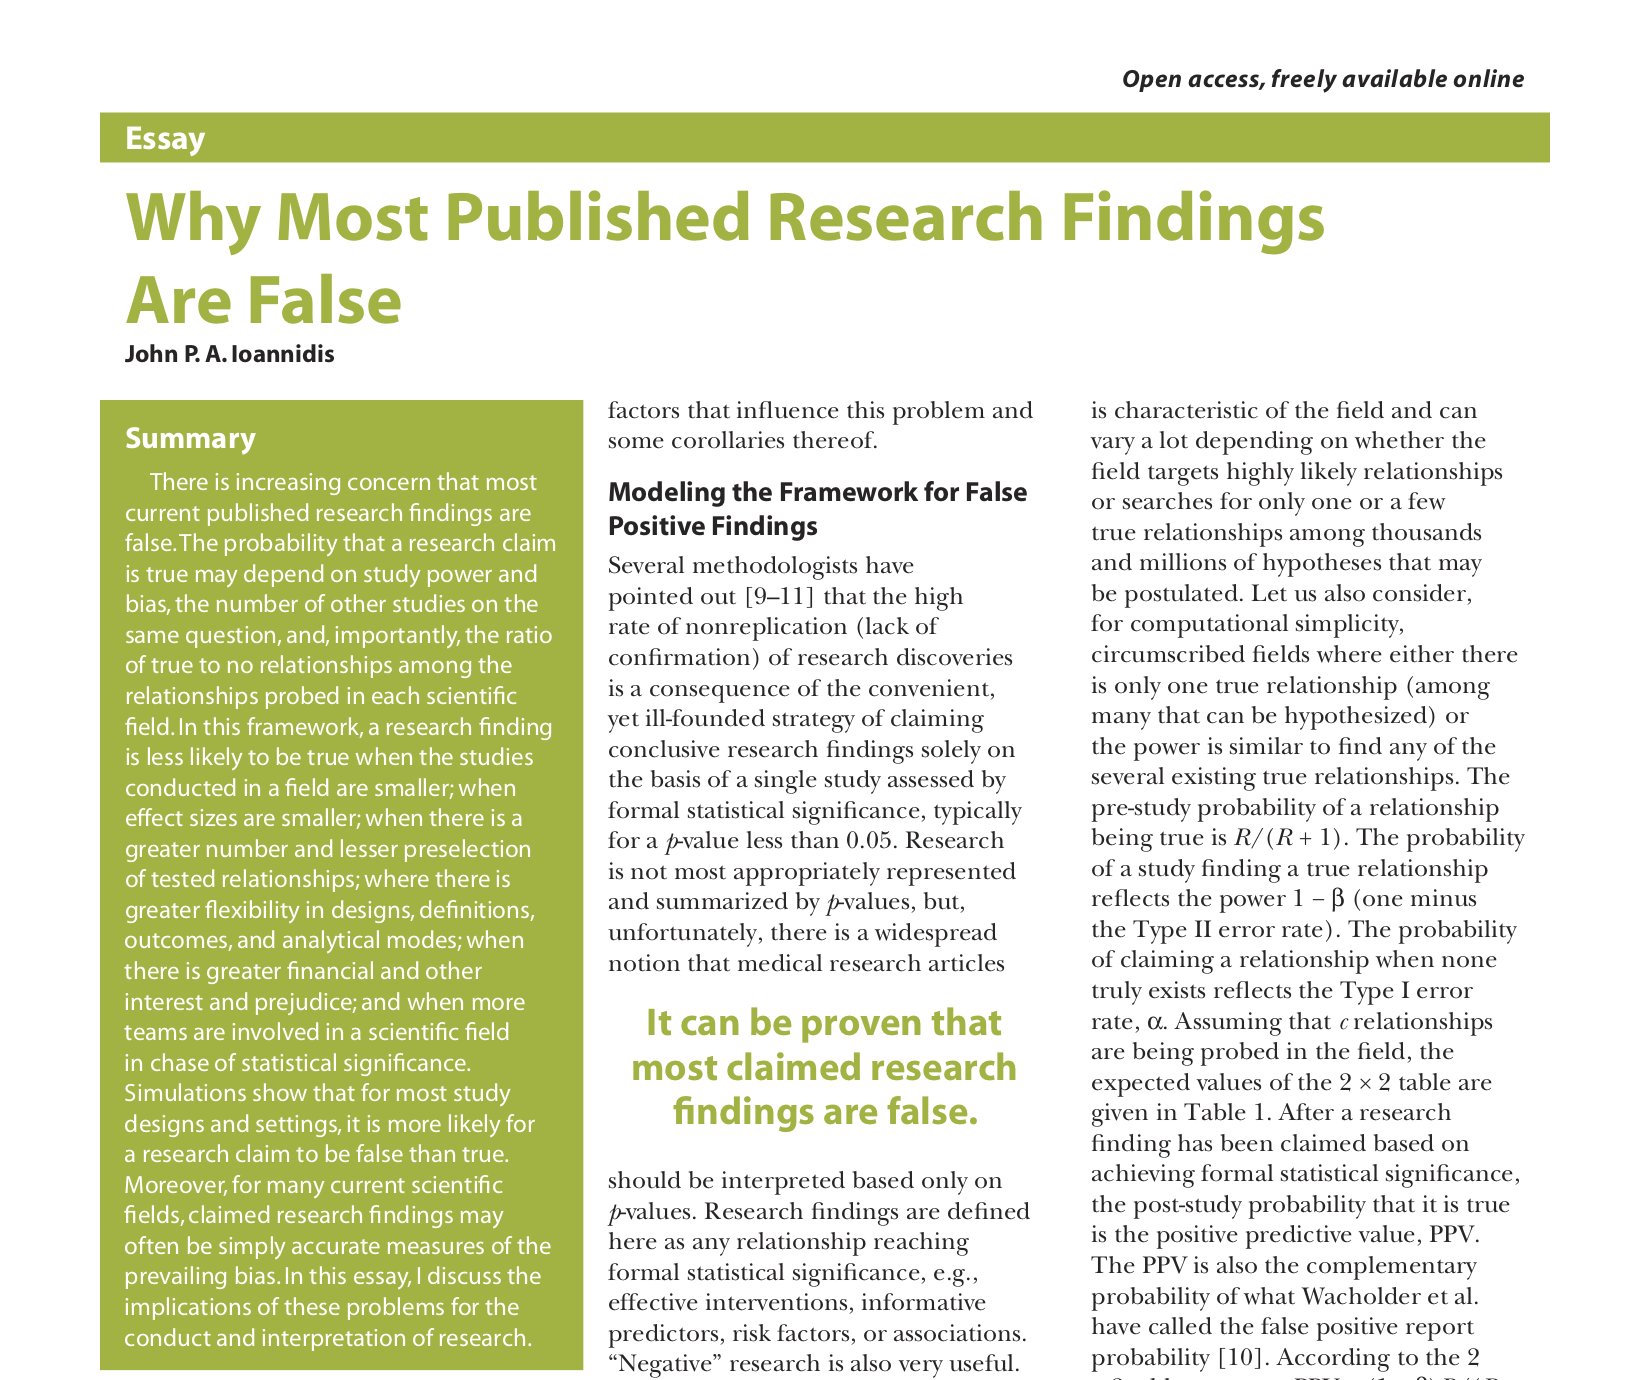 Open access, freely available online
Essay
Why Most Published Research Findings
Are False
John P. A. Ioannidis
Summary
There is increasing concern that most
current published research findings are
false. The probability that a research claim
is true may depend on study power and
bias, the number of other studies on the
same question, and, importantly, the ratio
of true to no relationships among the
relationships probed in each scientific
field. In this framework, a research finding
is less likely to be true when the studies
conducted in a field are smaller; when
effect sizes are smaller; when there is a
greater number and lesser preselection
of tested relationships; where there is
greater flexibility in designs, definitions,
outcomes, and analytical modes; when
there is greater financial and other
interest and prejudice; and when more
teams are involved in a scientific field
in chase of statistical significance.
Simulations show that for most study
designs and settings, it is more likely for
a research claim to be false than true.
Moreover, for many current scientific
fields, claimed research findings may
often be simply accurate measures of the
prevailing bias. In this essay, I discuss the
implications of these problems for the
conduct and interpretation of research.
factors that influence this problem and
some corollaries thereof.
Modeling the Framework for False
Positive Findings
Several methodologists have
pointed out [9–11] that the high
rate of nonreplication (lack of
confirmation) of research discoveries
is a consequence of the convenient,
yet ill-founded strategy of claiming
conclusive research findings solely on
the basis of a single study assessed by
formal statistical significance, typically
for a p-value less than 0.05. Research
is not most appropriately represented
and summarized by p-values, but,
unfortunately, there is a widespread
notion that medical research articles
It can be proven that
most claimed research
findings are false.
should be interpreted based only on
p-values. Research findings are defined
here as any relationship reaching
formal statistical significance, e.g.,
effective interventions, informative
predictors, risk factors, or associations.
“Negative” research is also very useful.
is characteristic of the field and can
vary a lot depending on whether the
field targets highly likely relationships
or searches for only one or a few
true relationships among thousands
and millions of hypotheses that may
be postulated. Let us also consider,
for computational simplicity,
circumscribed fields where either there
is only one true relationship (among
many that can be hypothesized) or
the power is similar to find any of the
several existing true relationships. The
pre-study probability of a relationship
being true is R/(R + 1). The probability
of a study finding a true relationship
reflects the power 1 − β (one minus
the Type II error rate). The probability
of claiming a relationship when none
truly exists reflects the Type I error
rate, α. Assuming that c relationships
are being probed in the field, the
expected values of the 2 × 2 table are
given in Table 1. After a research
finding has been claimed based on
achieving formal statistical significance,
the post-study probability that it is true
is the positive predictive value, PPV.
The PPV is also the complementary
probability of what Wacholder et al.
have called the false positive report
probability [10]. According to the 2